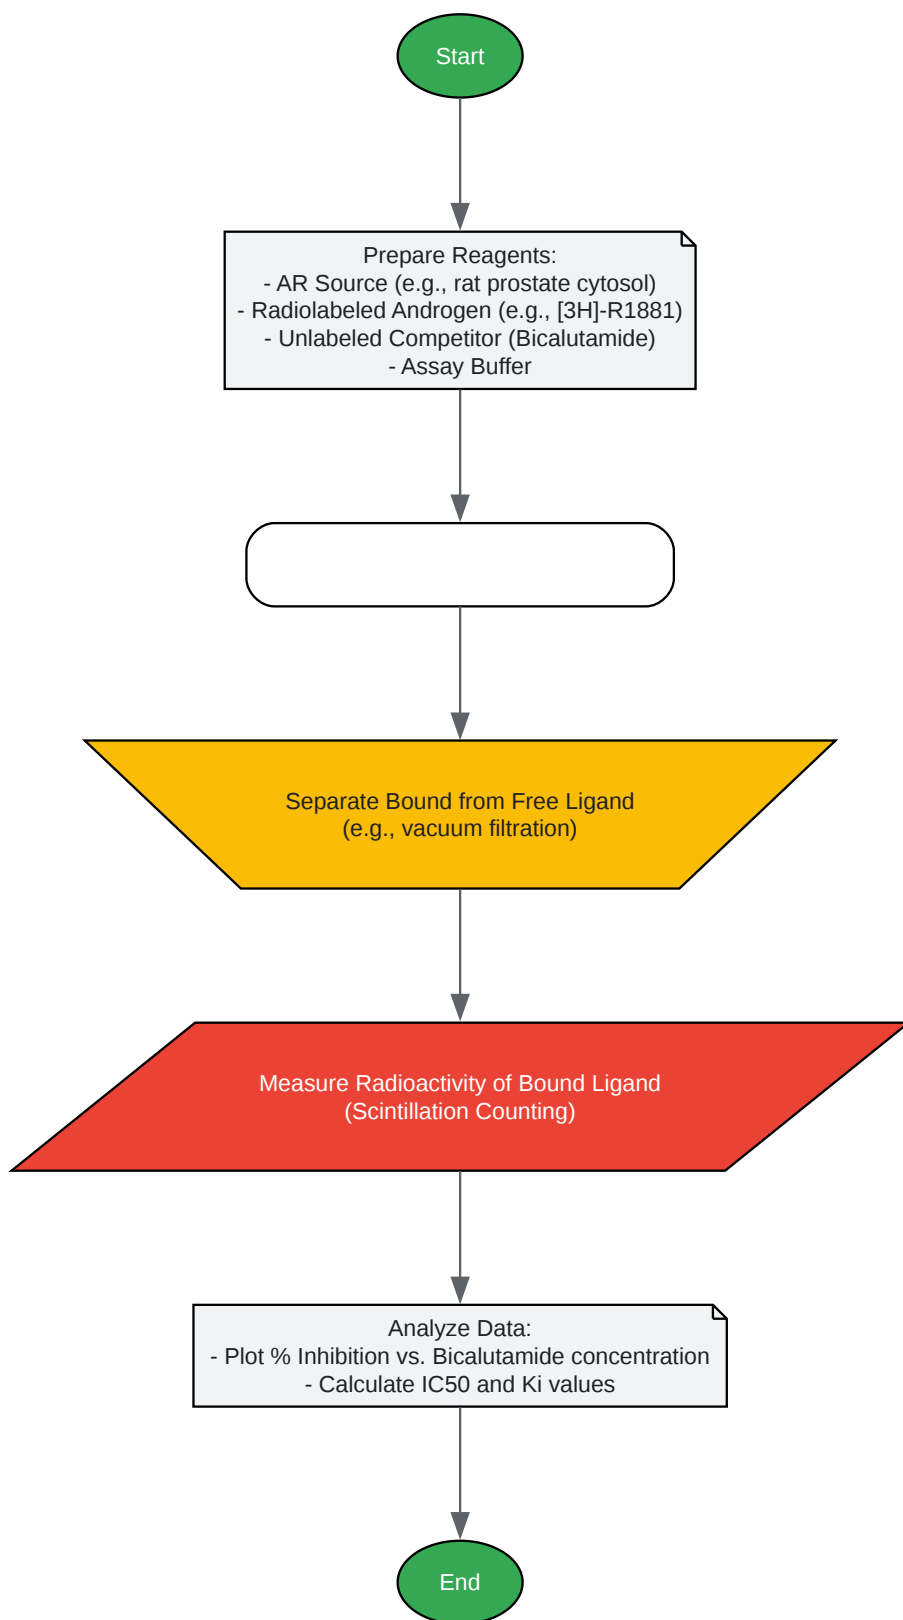 Start
Prepare Reagents:
- AR Source (e.g., rat prostate cytosol)
- Radiolabeled Androgen (e.g., [3H]-R1881)
- Unlabeled Competitor (Bicalutamide)
- Assay Buffer
Separate Bound from Free Ligand
(e.g., vacuum filtration)
Measure Radioactivity of Bound Ligand
(Scintillation Counting)
Analyze Data:
- Plot % Inhibition vs. Bicalutamide concentration
- Calculate IC50 and Ki values
End